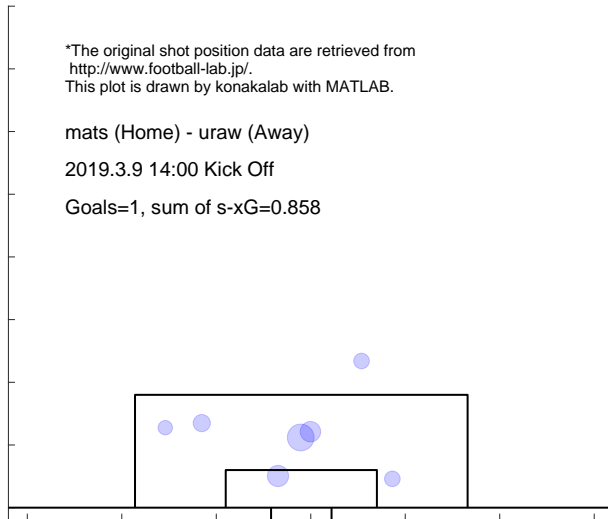 *The original shot position data are retrieved from
http://www.football-lab.jp/.
This plot is drawn by konakalab with MATLAB.
mats (Home) - uraw (Away)
2019.3.9 14:00 Kick Off
Goals=1, sum of s-xG=0.858